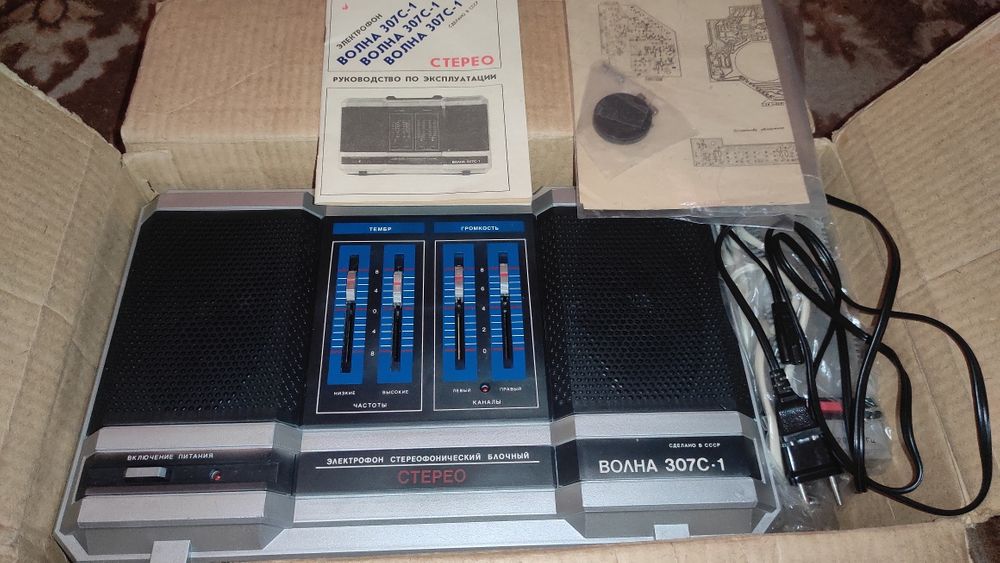 ЭЛЕКТРОФОН
ВОЛНА 307С-1
ВОЛНА 307С-1
ВОЛНА 307С-1
СДЕЛАНО В СССР
СТЕРЕО
РУКОВОДСТВО ПО ЭКСПЛУАТАЦИИ
ВОЛНА 307С-1
ТЕМБР
ГРОМКОСТЬ
8
4
0
4
8
8
6
4
2
0
НИЗКИЕ
ВЫСОКИЕ
ЧАСТОТЫ
ЛЕВЫЙ
ПРАВЫЙ
КАНАЛЫ
ВКЛЮЧЕНИЕ ПИТАНИЯ
ЭЛЕКТРОФОН СТЕРЕОФОНИЧЕСКИЙ БЛОЧНЫЙ
СТЕРЕО
СДЕЛАНО В СССР
ВОЛНА 307С-1